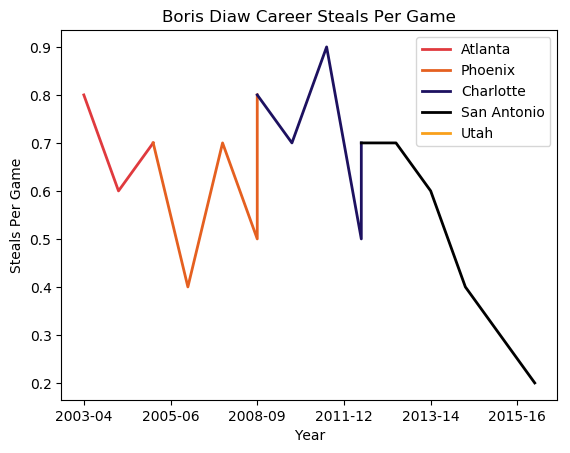 Boris Diaw Career Steals Per Game
0.9
0.8
0.7
0.6
0.5
0.4
0.3
0.2
Steals Per Game
Atlanta
Phoenix
Charlotte
San Antonio
Utah
2003-04 2005-06 2008-09 2011-12 2013-14 2015-16
Year